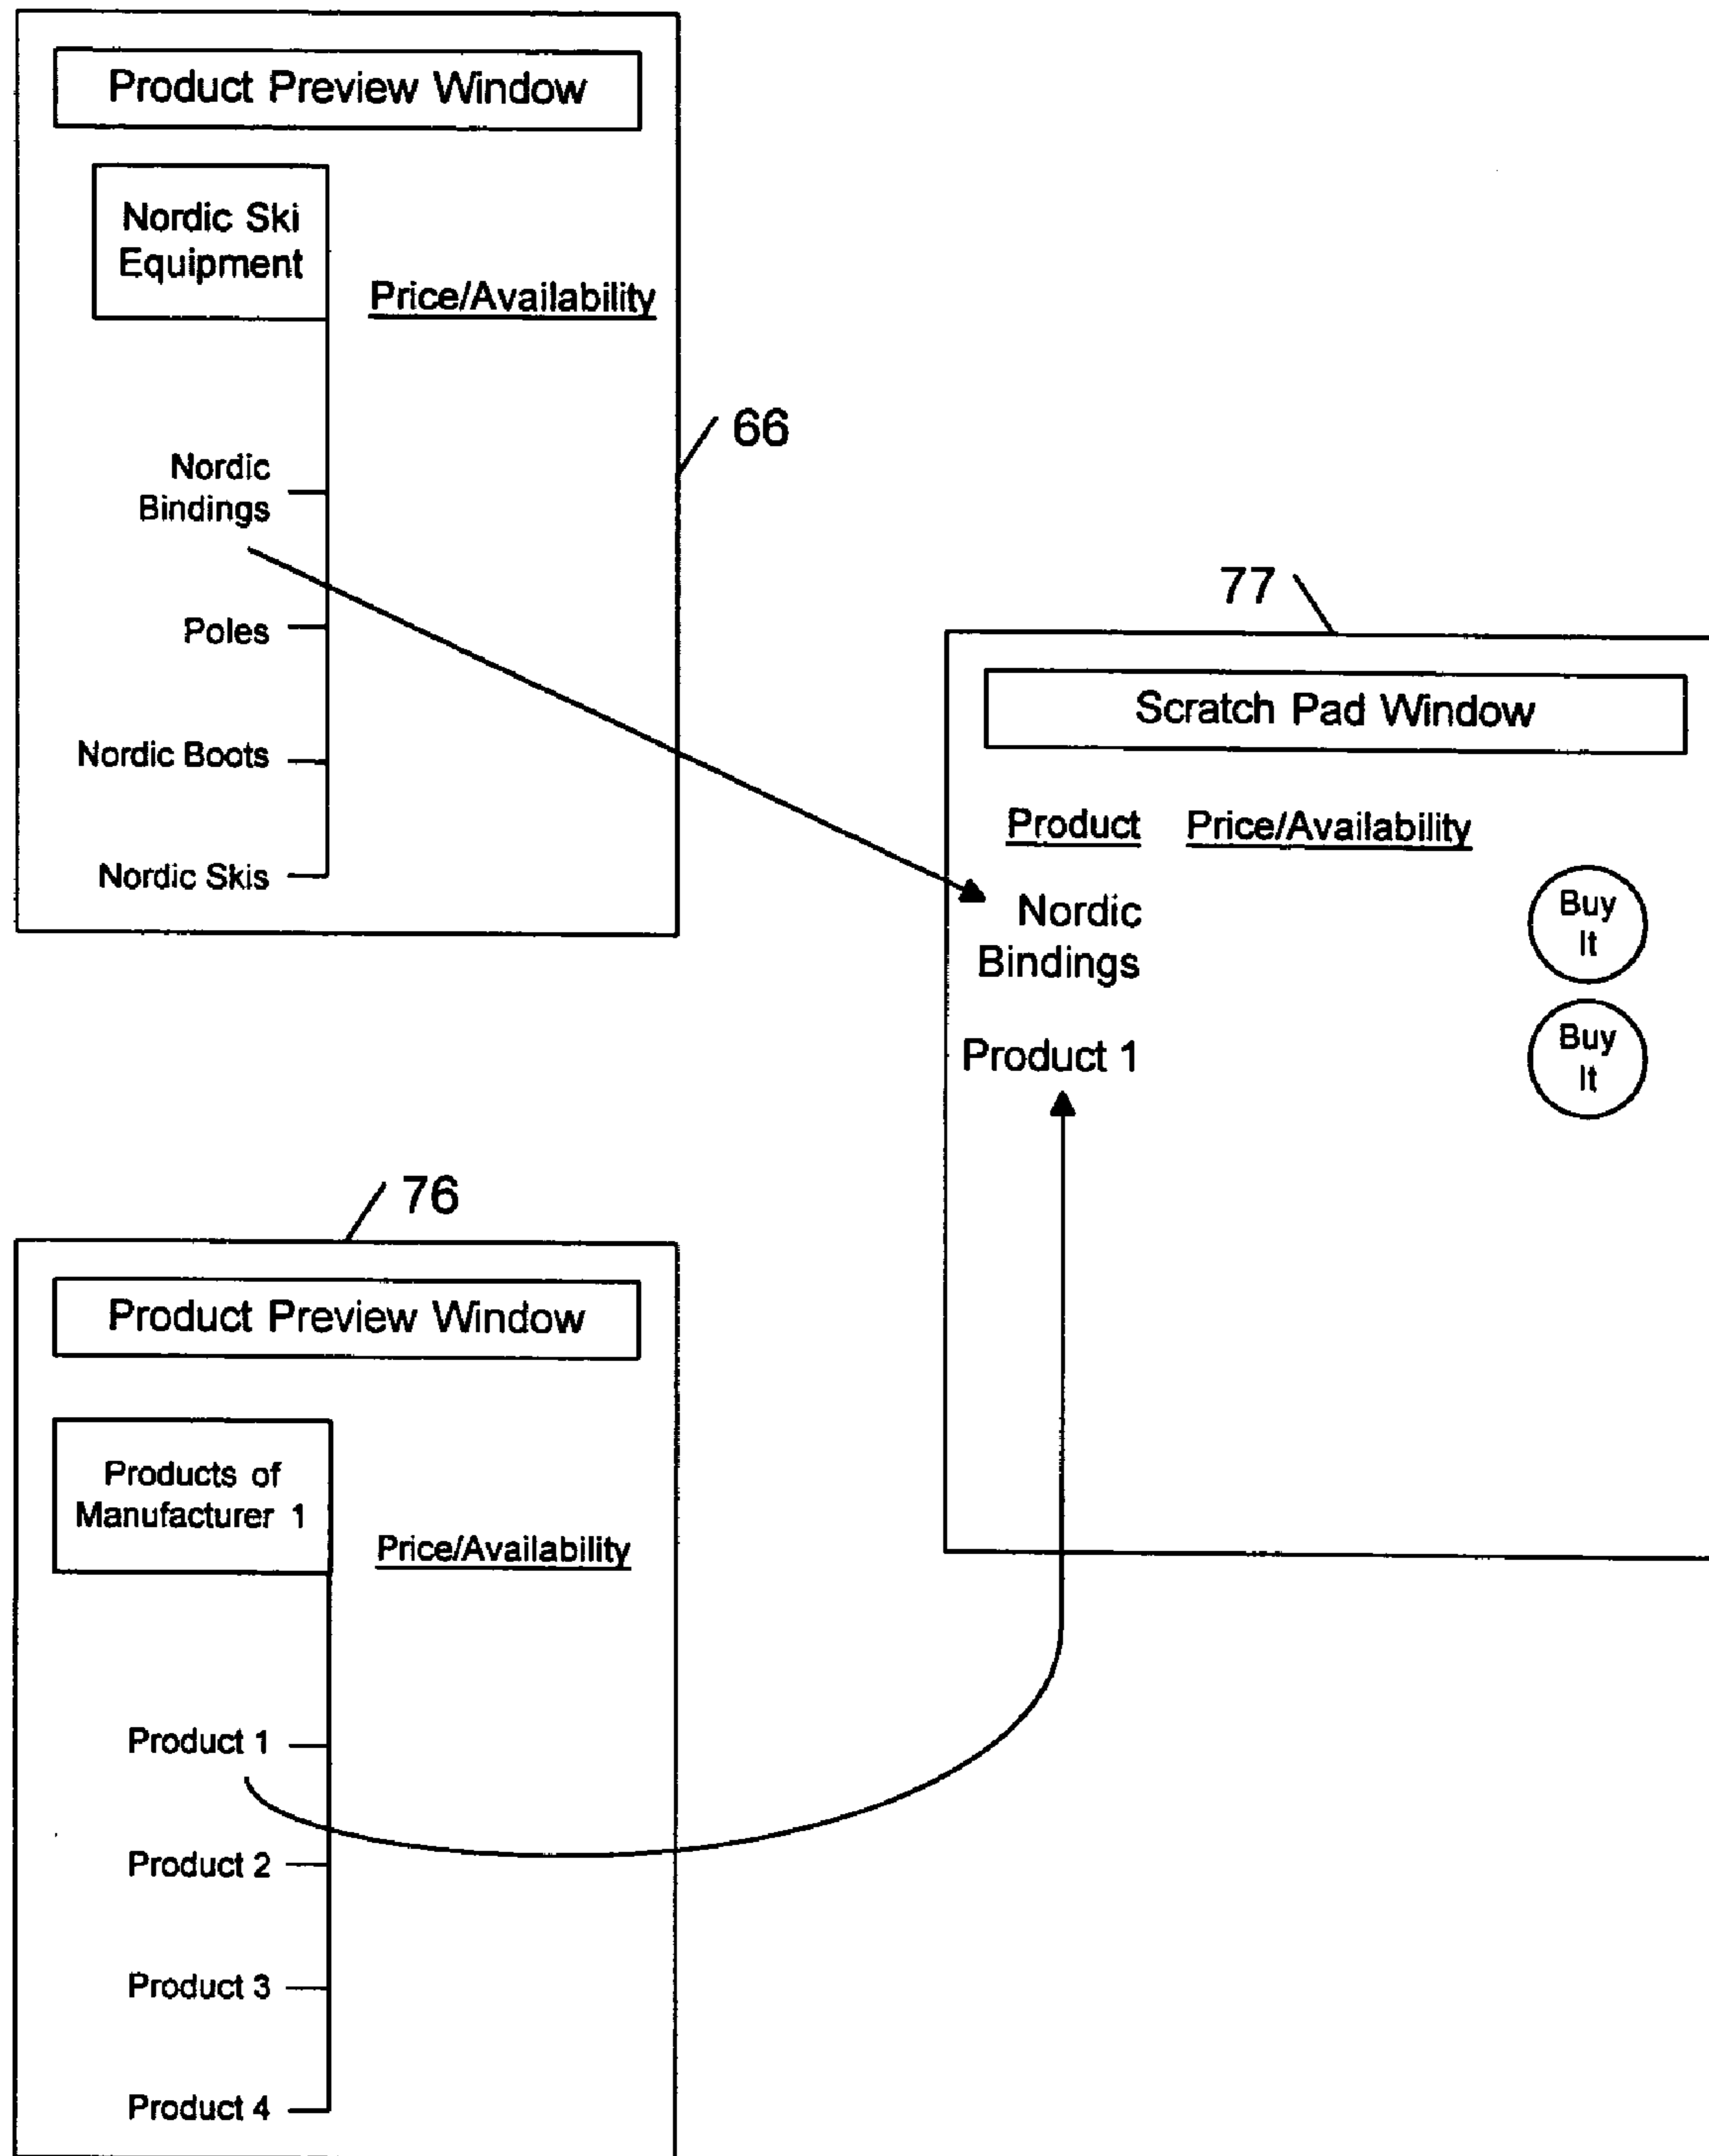 Product Preview Window
Nordic Ski
Equipment
Price/Availability
Nordic
Bindings
Poles
Nordic Boots
Nordic Skis
66
77
Scratch Pad Window
Product Price/Availability
Nordic
Bindings
Buy
It
Product 1
Buy
It
76
Product Preview Window
Products of
Manufacturer 1
Price/Availability
Product 1
Product 2
Product 3
Product 4